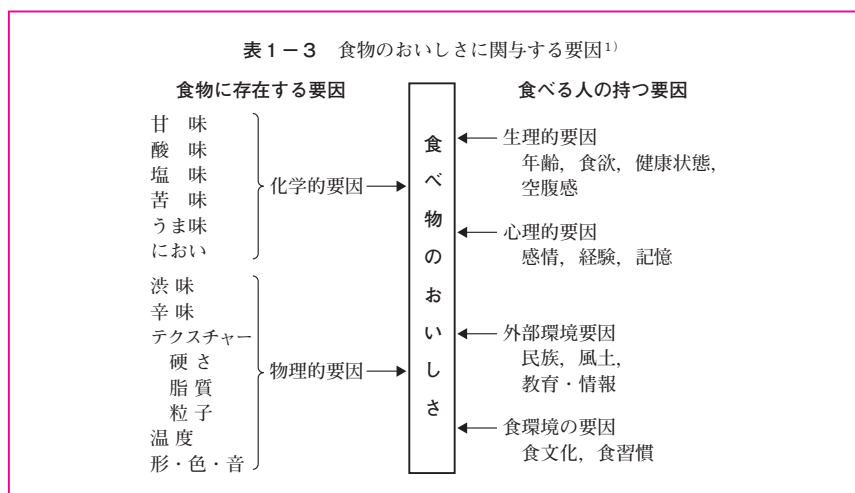 表1-3 食物のおいしさに関与する要因1)
食物に存在する要因
甘 味
酸 味
塩 味
苦 味
うま味
におい
化学的要因
渋 味
辛 味
テクスチャー
硬 さ
脂 質
粒 子
温 度
形・色・音
物理的要因
食べ物のおいしさ
食べる人の持つ要因
生理的要因
年齢,食欲,健康状態,
空腹感
心理的要因
感情,経験,記憶
外部環境要因
民族,風土,
教育・情報
食環境の要因
食文化,食習慣